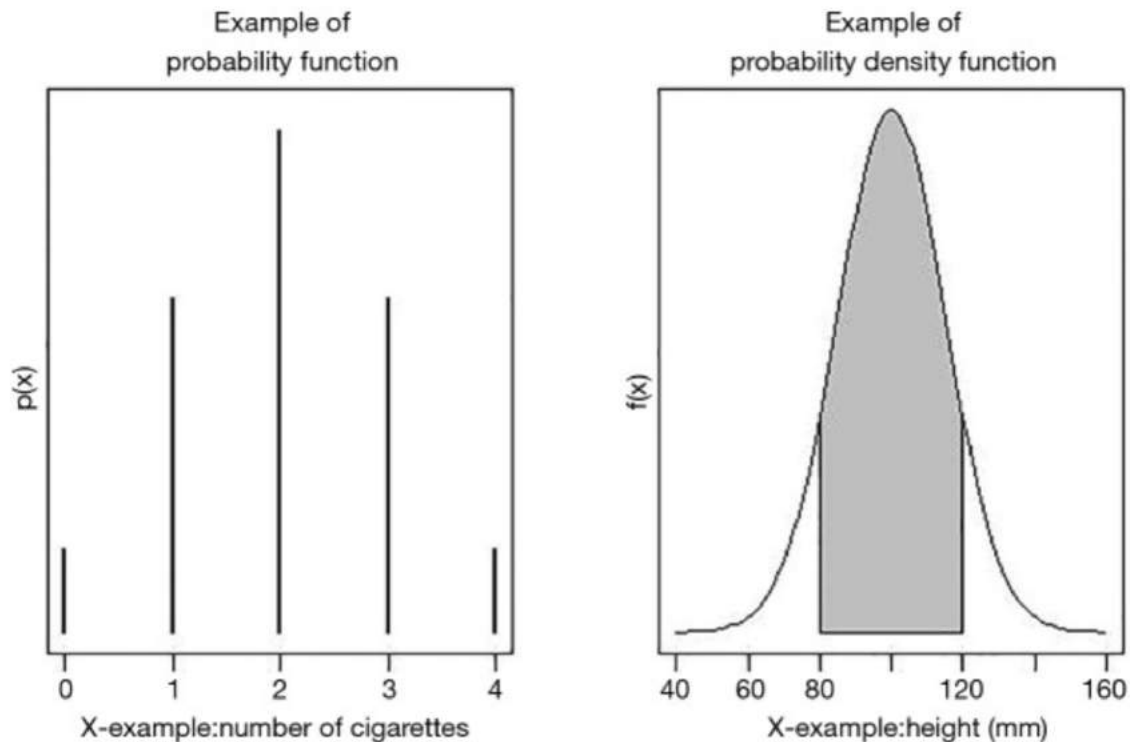 Example of
probability function
p(x)
0 1 2 3 4
X-example:number of cigarettes
Example of
probability density function
f(x)
40 60 80 120 160
X-example:height (mm)